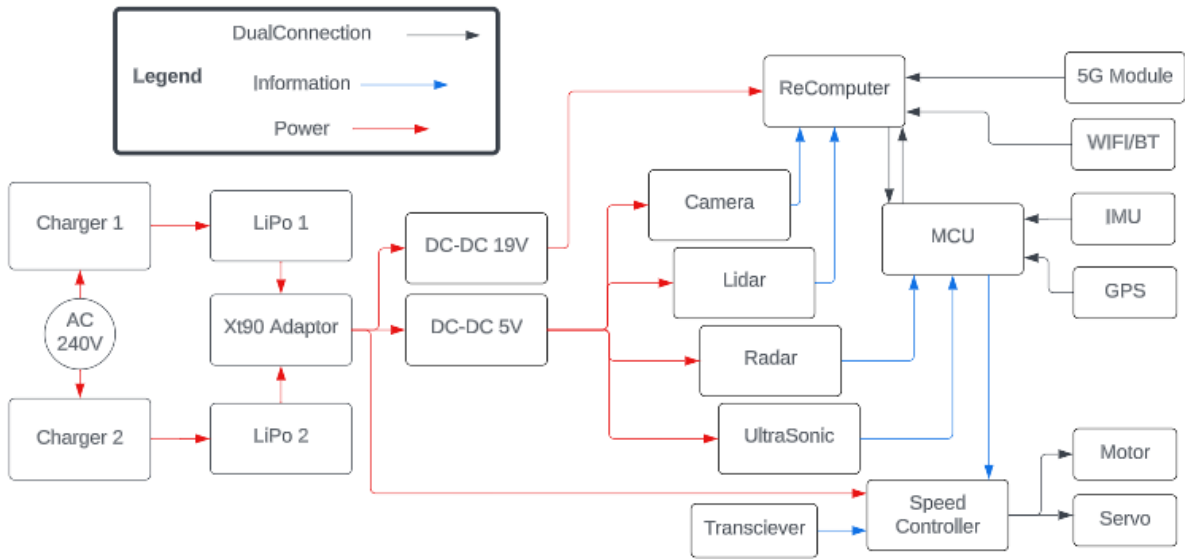 DualConnection
Legend
Information
Power
ReComputer
5G Module
WIFI/BT
Charger 1
LiPo 1
Camera
IMU
MCU
DC-DC 19V
Lidar
GPS
AC
240V
Xt90 Adaptor
DC-DC 5V
Radar
Charger 2
LiPo 2
UltraSonic
Motor
Speed
Controller
Transciever
Servo